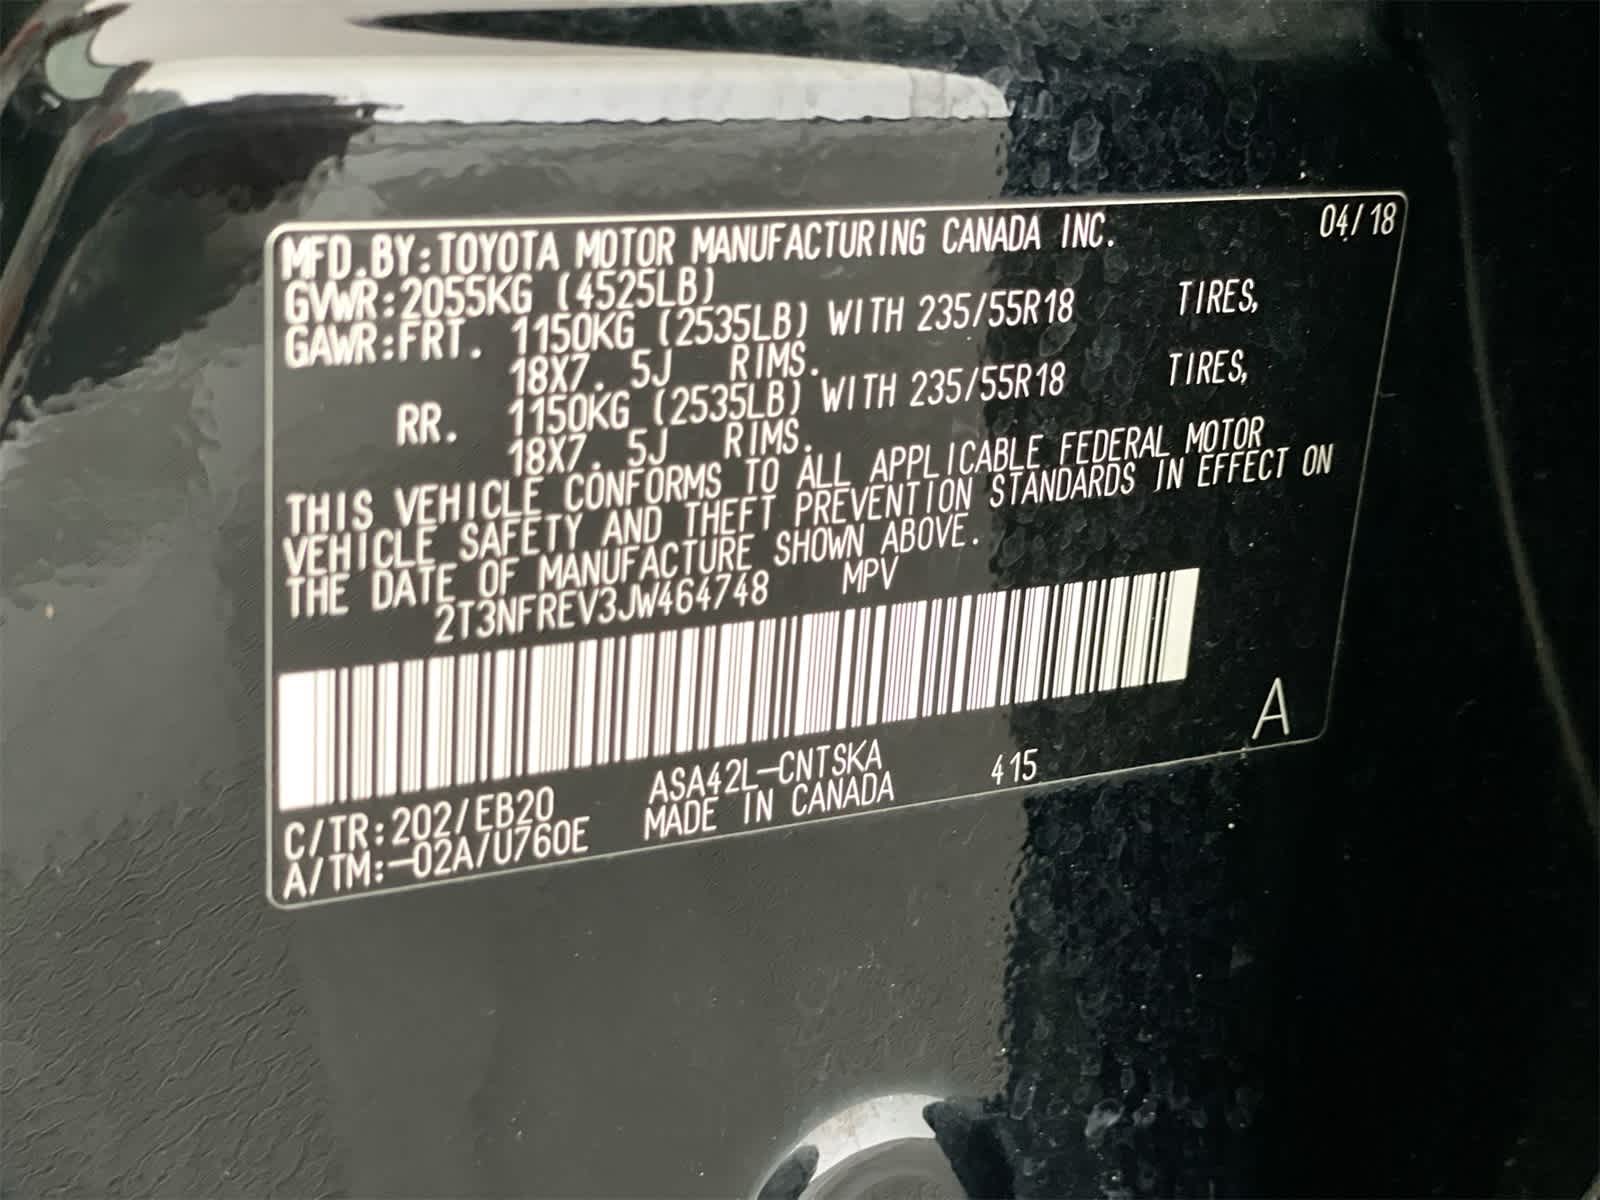 MFD.BY:TOYOTA MOTOR MANUFACTURING CANADA INC. 04/18
GVWR:2055KG (4525LB)
GAWR:FRT. 1150KG (2535LB) WITH 235/55R18 TIRES,
18X7.5J RIMS.
RR. 1150KG (2535LB) WITH 235/55R18 TIRES,
18X7.5J RIMS.
THIS VEHICLE CONFORMS TO ALL APPLICABLE FEDERAL MOTOR
VEHICLE SAFETY AND THEFT PREVENTION STANDARDS IN EFFECT ON
THE DATE OF MANUFACTURE SHOWN ABOVE.
2T3NFREV3JW464748 MPV
A
C/TR:202/EB20 ASA42L-CNTSKA 415
A/TM:-02A/U760E MADE IN CANADA